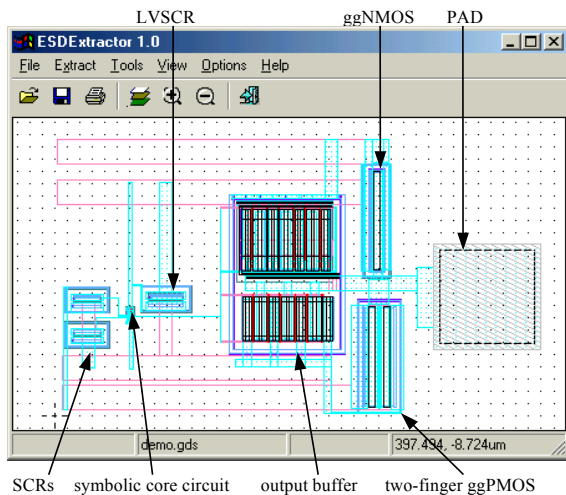 LVSCR ggNMOS PAD
ESDExtractor 1.0
File Extract Tools View Options Help
demo.gds 397.494, -8.724um
SCRs symbolic core circuit output buffer two-finger ggPMOS